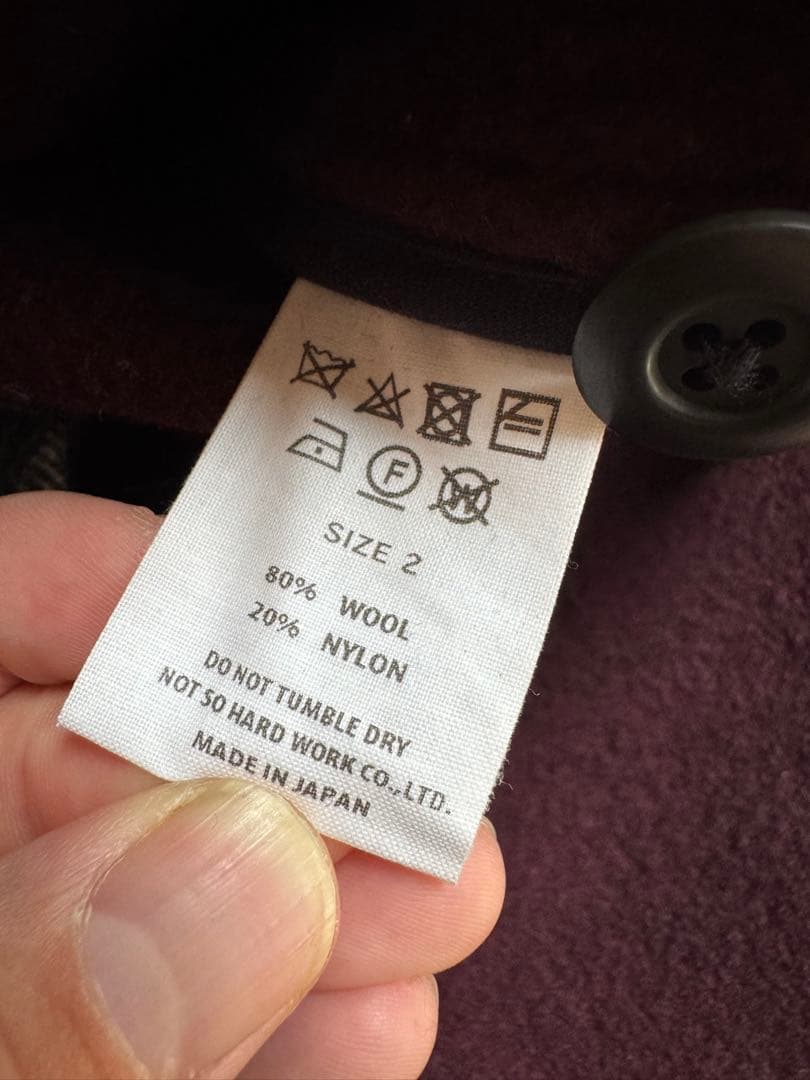 F W
SIZE 2
80% WOOL
20% NYLON
DO NOT TUMBLE DRY
NOT SO HARD WORK CO.,LTD.
MADE IN JAPAN